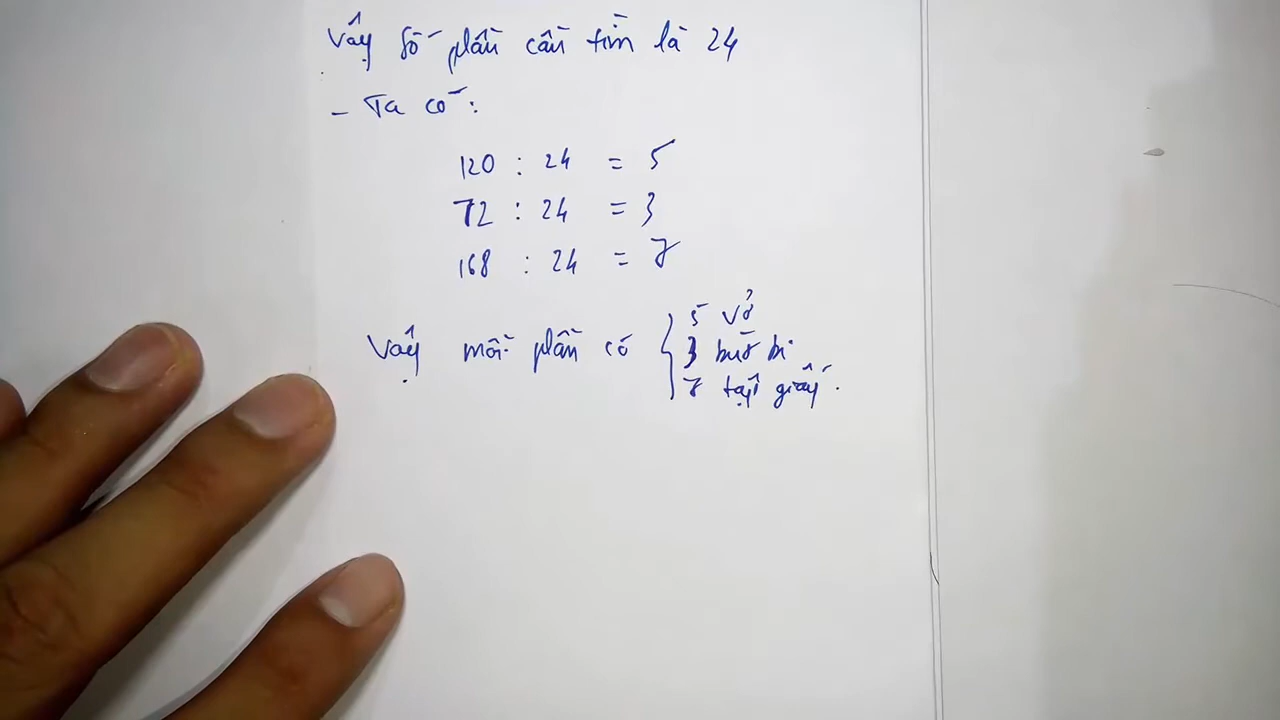 Vậy số phần cần tìm là 24
- Ta có:
120 : 24 = 5
72 : 24 = 3
168 : 24 = 7
Vậy mỗi phần có { 5 vở
3 bút bi
7 tập giấy.